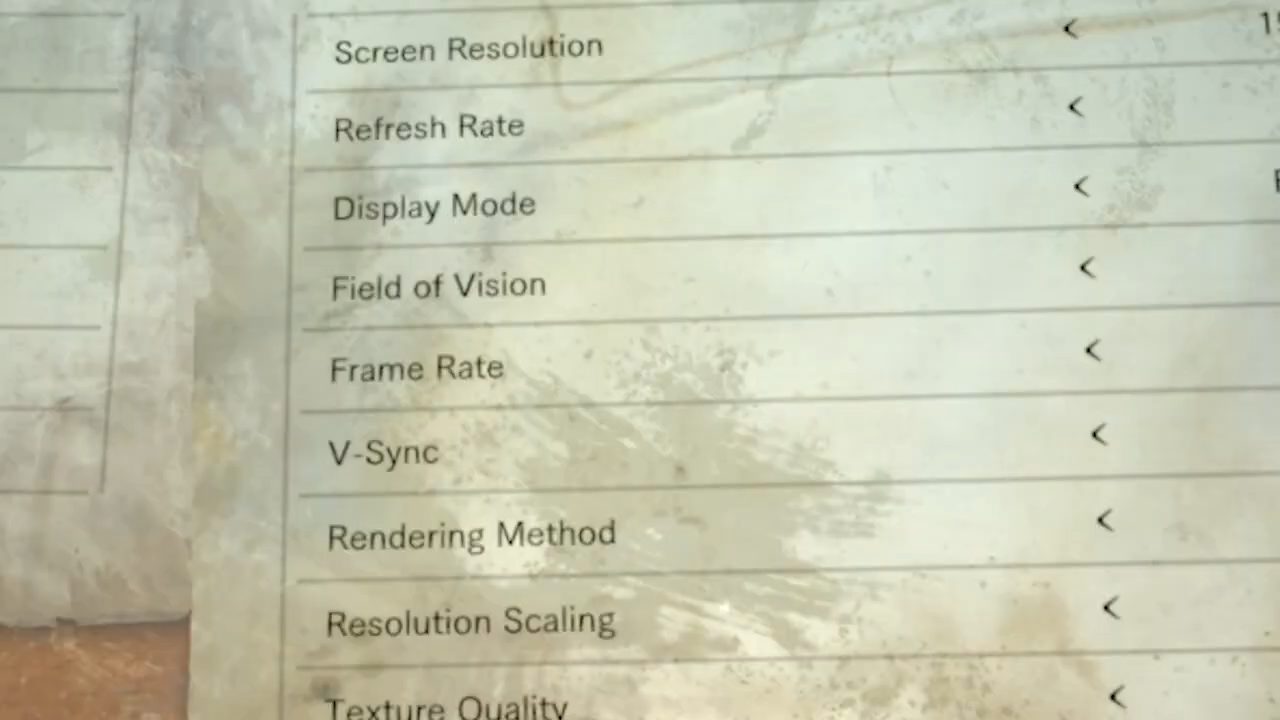 Screen Resolution <
Refresh Rate <
Display Mode <
Field of Vision <
Frame Rate <
V-Sync <
Rendering Method <
Resolution Scaling <
Texture Quality <